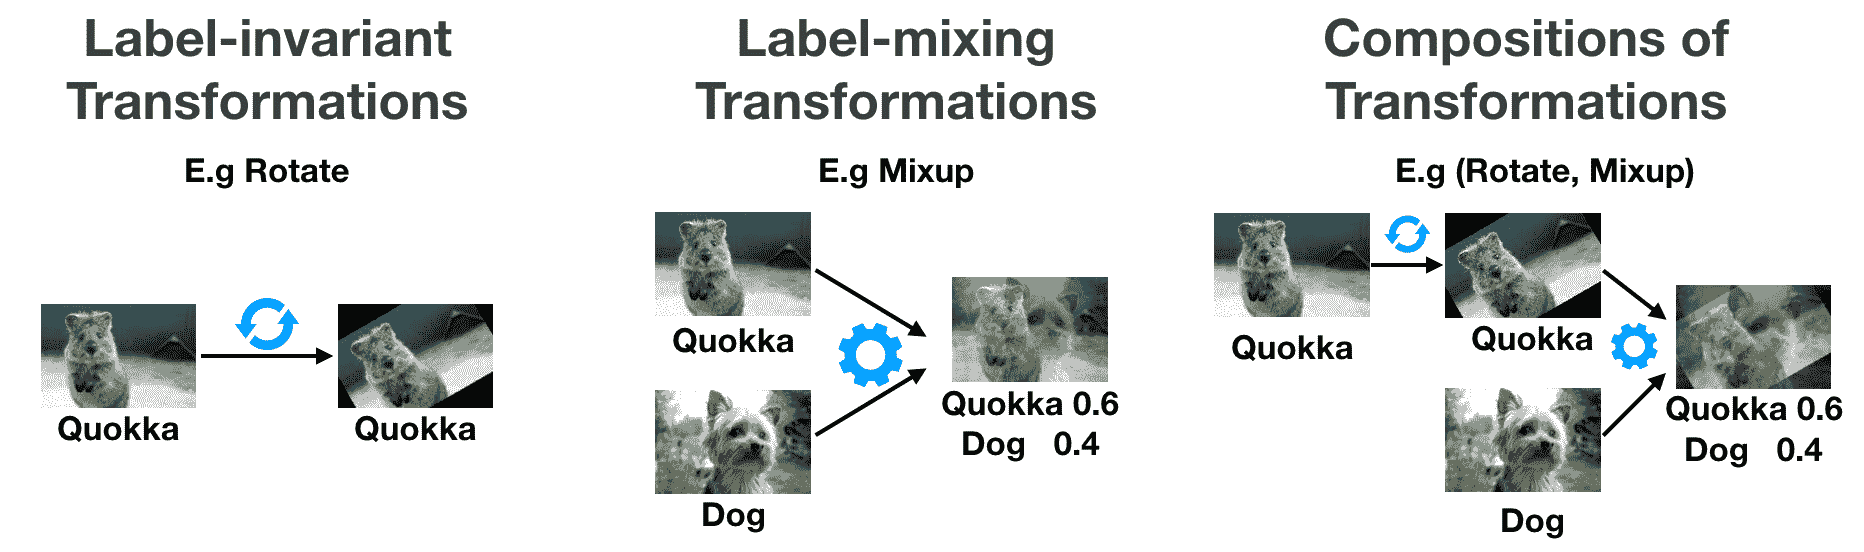 Label-invariant
Transformations
E.g Rotate
Quokka
Quokka
Label-mixing
Transformations
E.g Mixup
Quokka
Dog
Quokka 0.6
Dog 0.4
Compositions of
Transformations
E.g (Rotate, Mixup)
Quokka
Quokka
Dog
Quokka 0.6
Dog 0.4